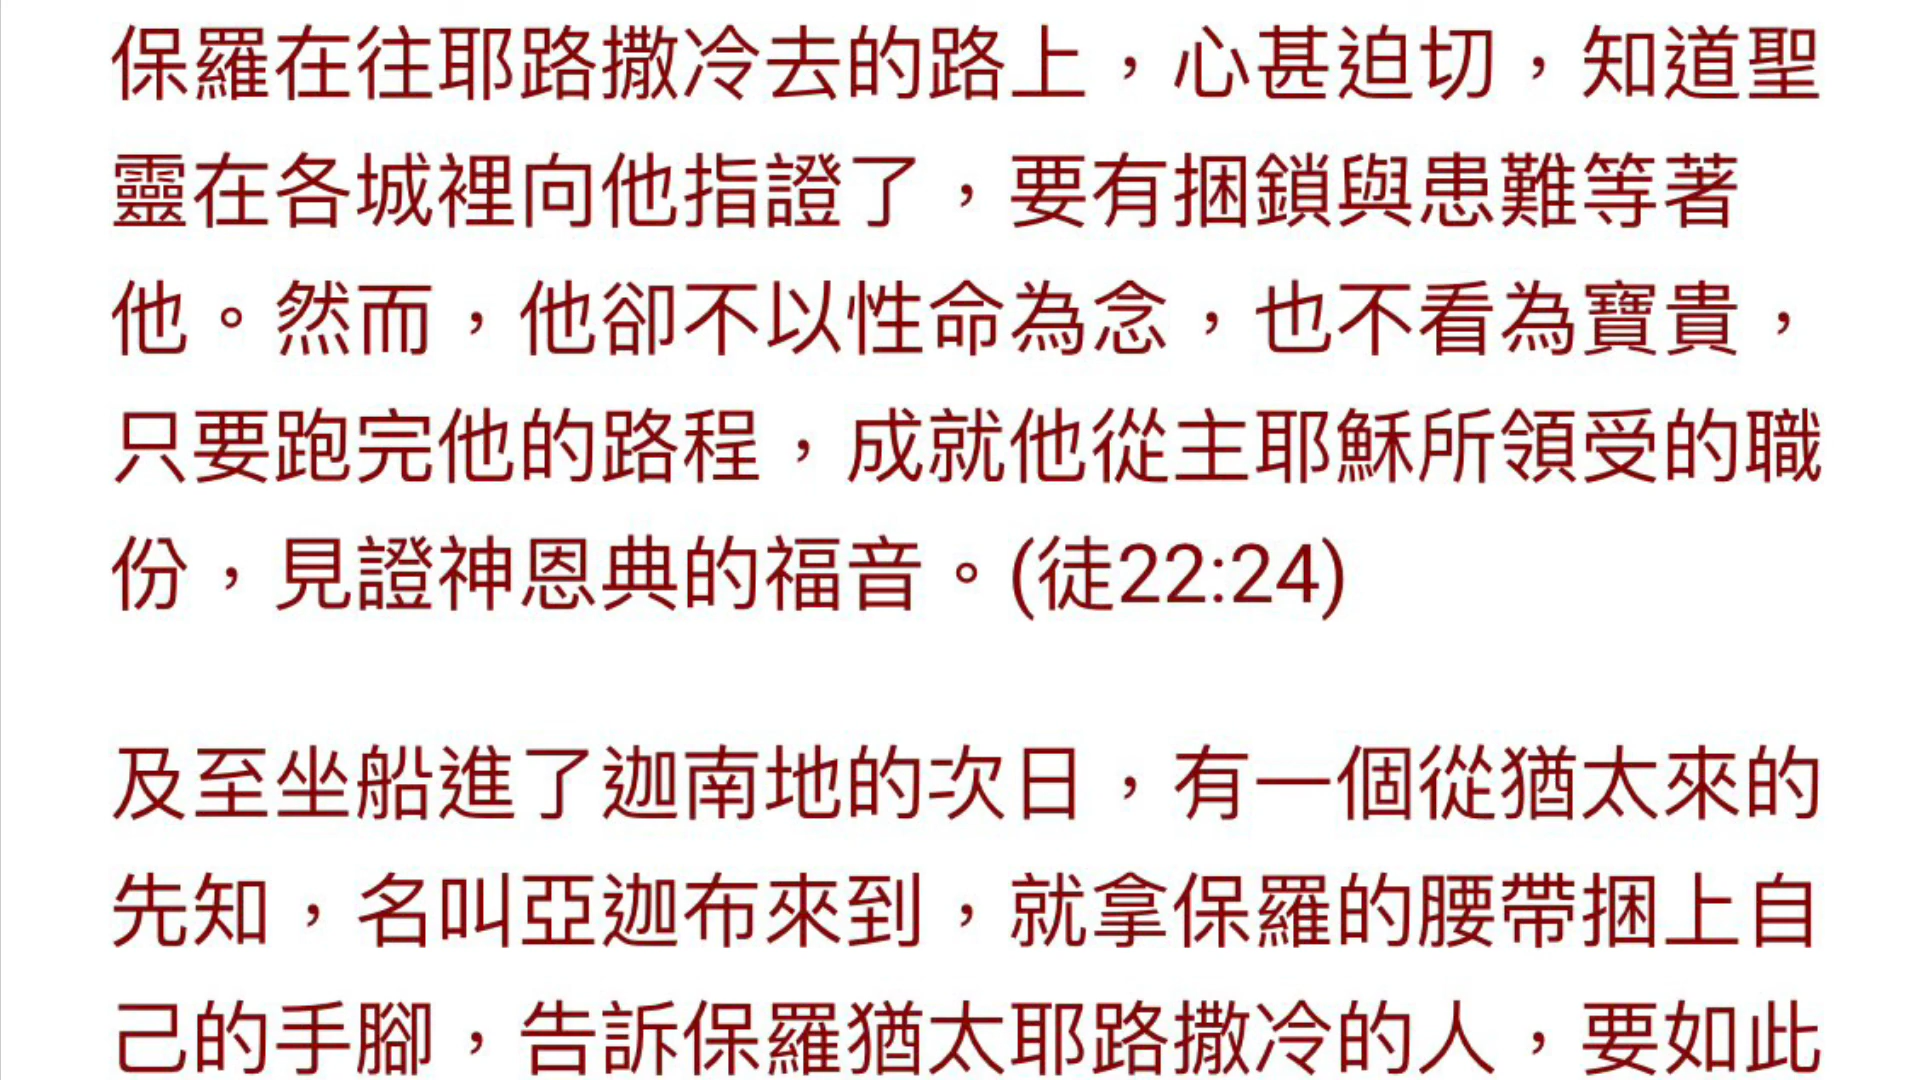 保羅在往耶路撒冷去的路上，心甚迫切，知道聖
靈在各城裡向他指證了，要有捆鎖與患難等著
他。然而，他卻不以性命為念，也不看為寶貴，
只要跑完他的路程，成就他從主耶穌所領受的職
份，見證神恩典的福音。(徒22:24)
及至坐船進了迦南地的次日，有一個從猶太來的
先知，名叫亞迦布來到，就拿保羅的腰帶捆上自
己的手腳，告訴保羅猶太耶路撒冷的人，要如此